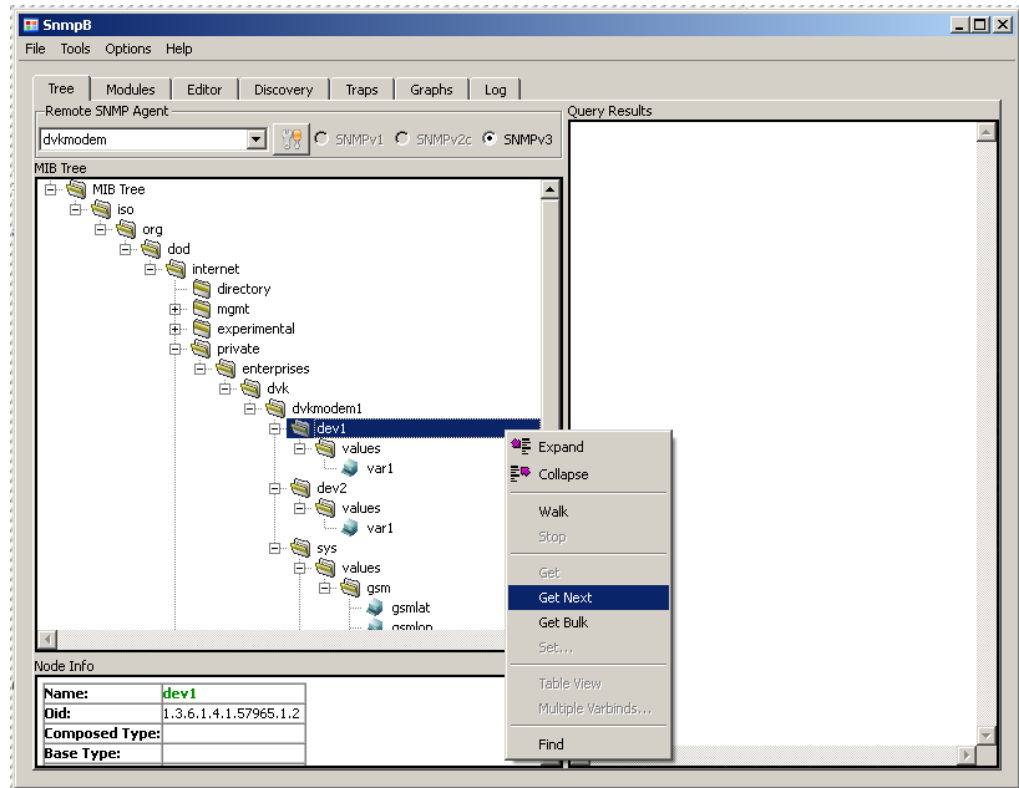 SnmpB
File Tools Options Help
Tree Modules Editor Discovery Traps Graphs Log
Remote SNMP Agent
dvkmodem SNMPv1 SNMPv2c SNMPv3
MIB Tree
MIB Tree
iso
org
dod
internet
directory
mgmt
experimental
private
enterprises
dvk
dvkmodem1
dev1
values
var1
dev2
values
var1
sys
values
gsm
gsmlat
gsmlon
Node Info
Name: dev1
Oid: 1.3.6.1.4.1.57965.1.2
Composed Type:
Base Type:
Expand
Collapse
Walk
Stop
Get
Get Next
Get Bulk
Set...
Table View
Multiple Varbinds...
Find
Query Results